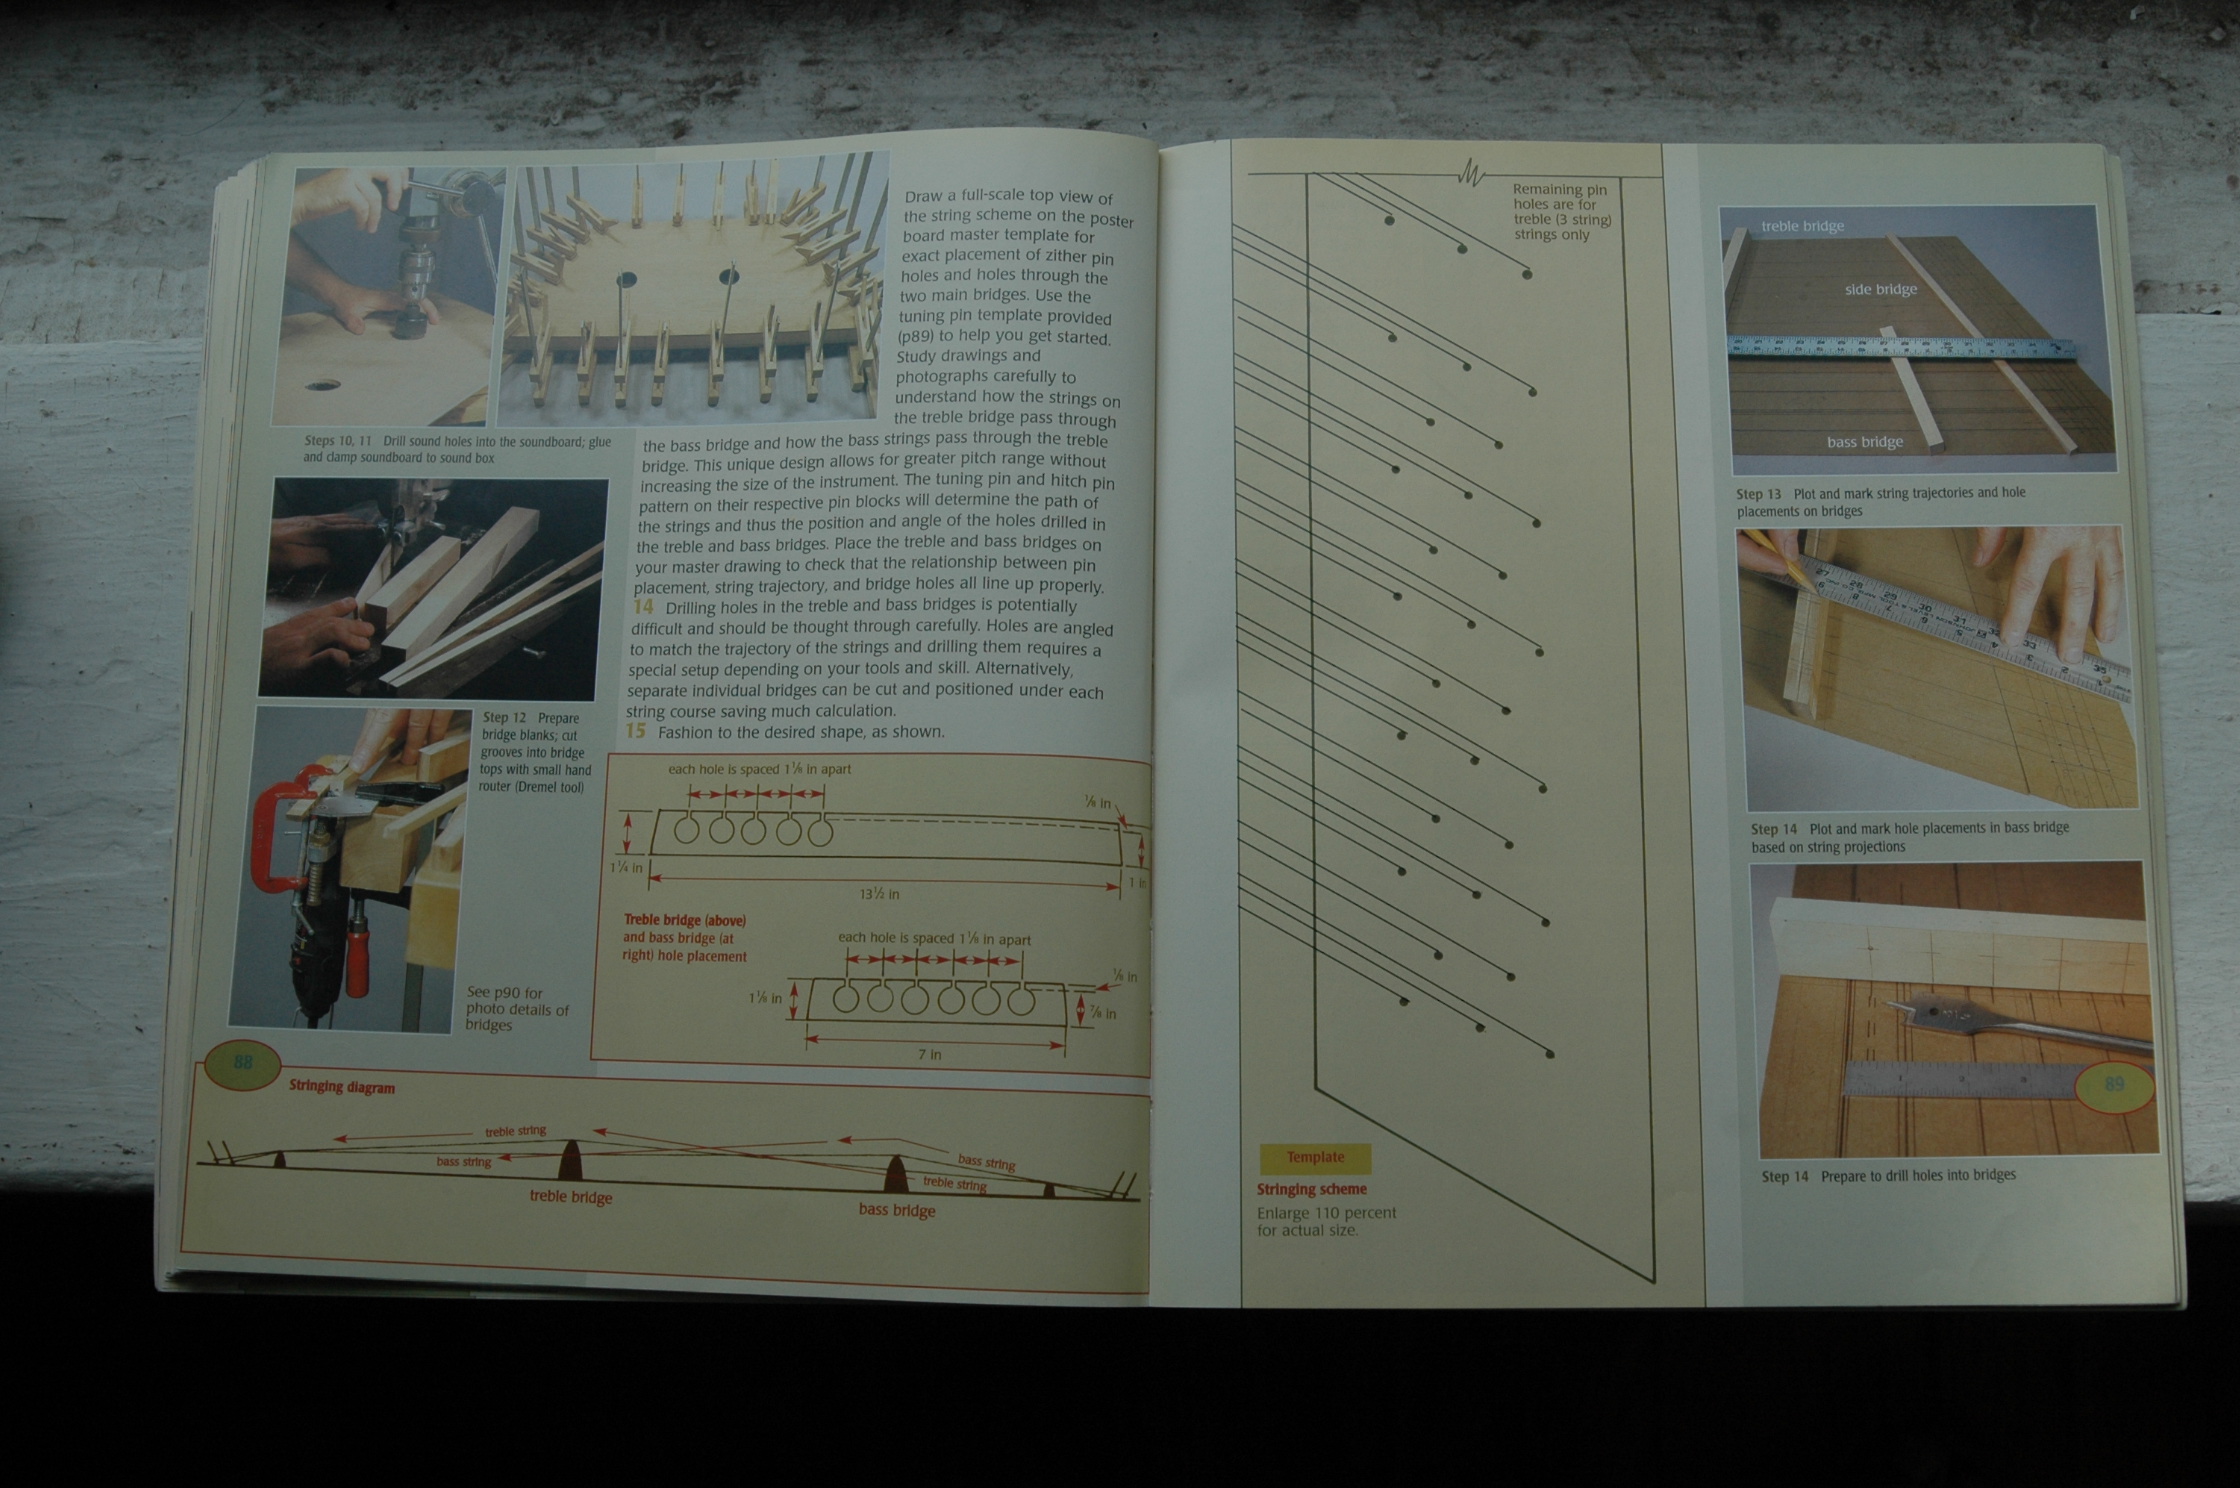 Draw a full-scale top view of
the string scheme on the poster
board master template for
exact placement of zither pin
holes and holes through the
two main bridges. Use the
tuning pin template provided
(p89) to help you get started.
Study drawings and
photographs carefully to
understand how the strings on
the treble bridge pass through
the bass bridge and how the bass strings pass through the treble
bridge. This unique design allows for greater pitch range without
increasing the size of the instrument. The tuning pin and hitch pin
pattern on their respective pin blocks will determine the path of
the strings and thus the position and angle of the holes drilled in
the treble and bass bridges. Place the treble and bass bridges on
your master drawing to check that the relationship between pin
placement, string trajectory, and bridge holes all line up properly.
14 Drilling holes in the treble and bass bridges is potentially
difficult and should be thought through carefully. Holes are angled
to match the trajectory of the strings and drilling them requires a
special setup depending on your tools and skill. Alternatively,
separate individual bridges can be cut and positioned under each
string course saving much calculation.
15 Fashion to the desired shape, as shown.
Steps 10, 11 Drill sound holes into the soundboard; glue
and clamp soundboard to sound box
Step 12 Prepare
bridge blanks; cut
grooves into bridge
tops with small hand
router (Dremel tool)
See p90 for
photo details of
bridges
each hole is spaced 1⅛ in apart
⅛ in
1¼ in
13½ in
1 in
Treble bridge (above)
and bass bridge (at
right) hole placement
each hole is spaced 1⅛ in apart
⅛ in
1⅛ in
⅞ in
7 in
88
Stringing diagram
treble string
bass string
bass string
treble string
treble bridge
bass bridge
Remaining pin
holes are for
treble (3 string)
strings only
Template
Stringing scheme
Enlarge 110 percent
for actual size.
treble bridge
side bridge
bass bridge
Step 13 Plot and mark string trajectories and hole
placements on bridges
27 28 29 30 31 32 33 35
Step 14 Plot and mark hole placements in bass bridge
based on string projections
1 2 3
89
Step 14 Prepare to drill holes into bridges